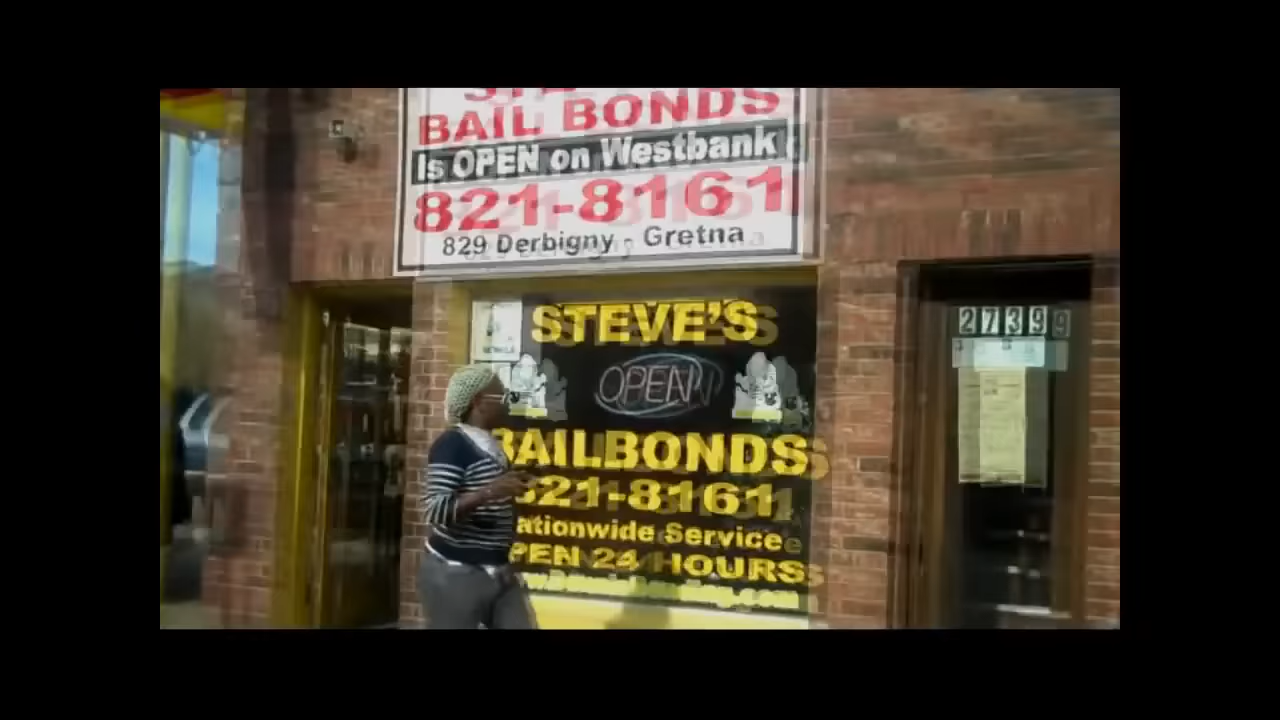 BAIL BONDS
Is OPEN on Westbank
821-8161
829 Derbigny - Gretna
STEVE'S
OPEN
BAILBONDS
821-8161
ationwide Service
PEN 24 HOURS
27399